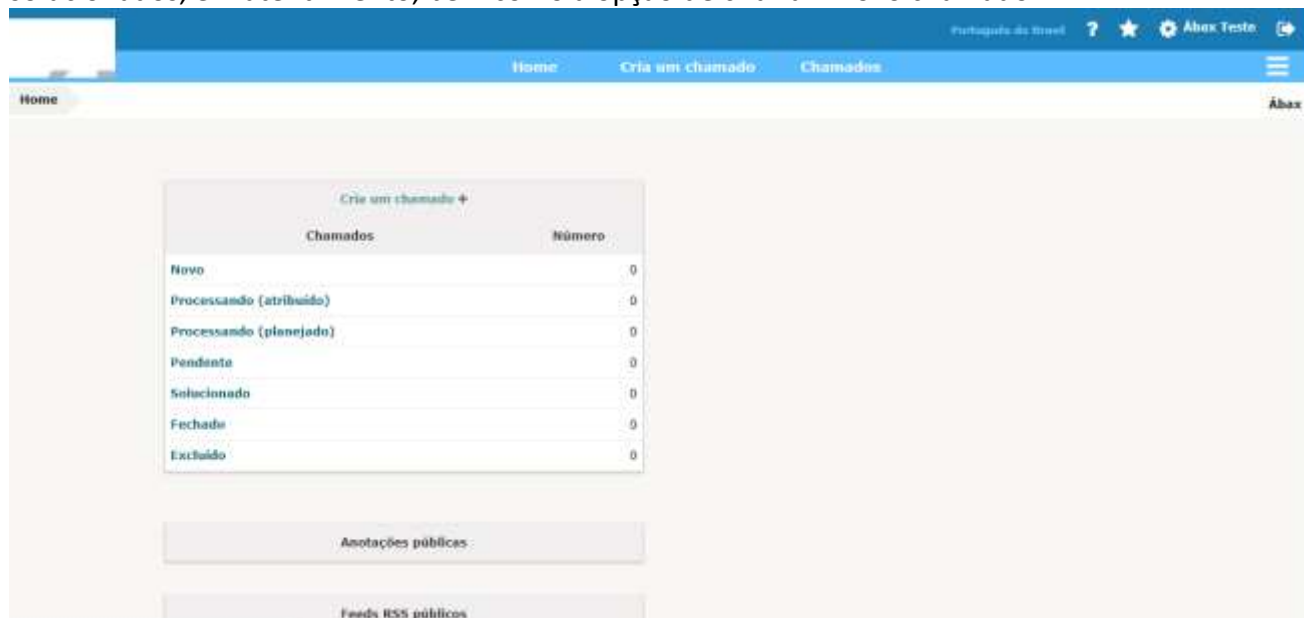 Português do Brasil ? Ábax Teste
Home Cria um chamado Chamados
Home Ábax
Crie um chamado +
Chamados Número
Novo 0
Processando (atribuído) 0
Processando (planejado) 0
Pendente 0
Solucionado 0
Fechado 0
Excluído 0
Anotações públicas
Feeds RSS públicos